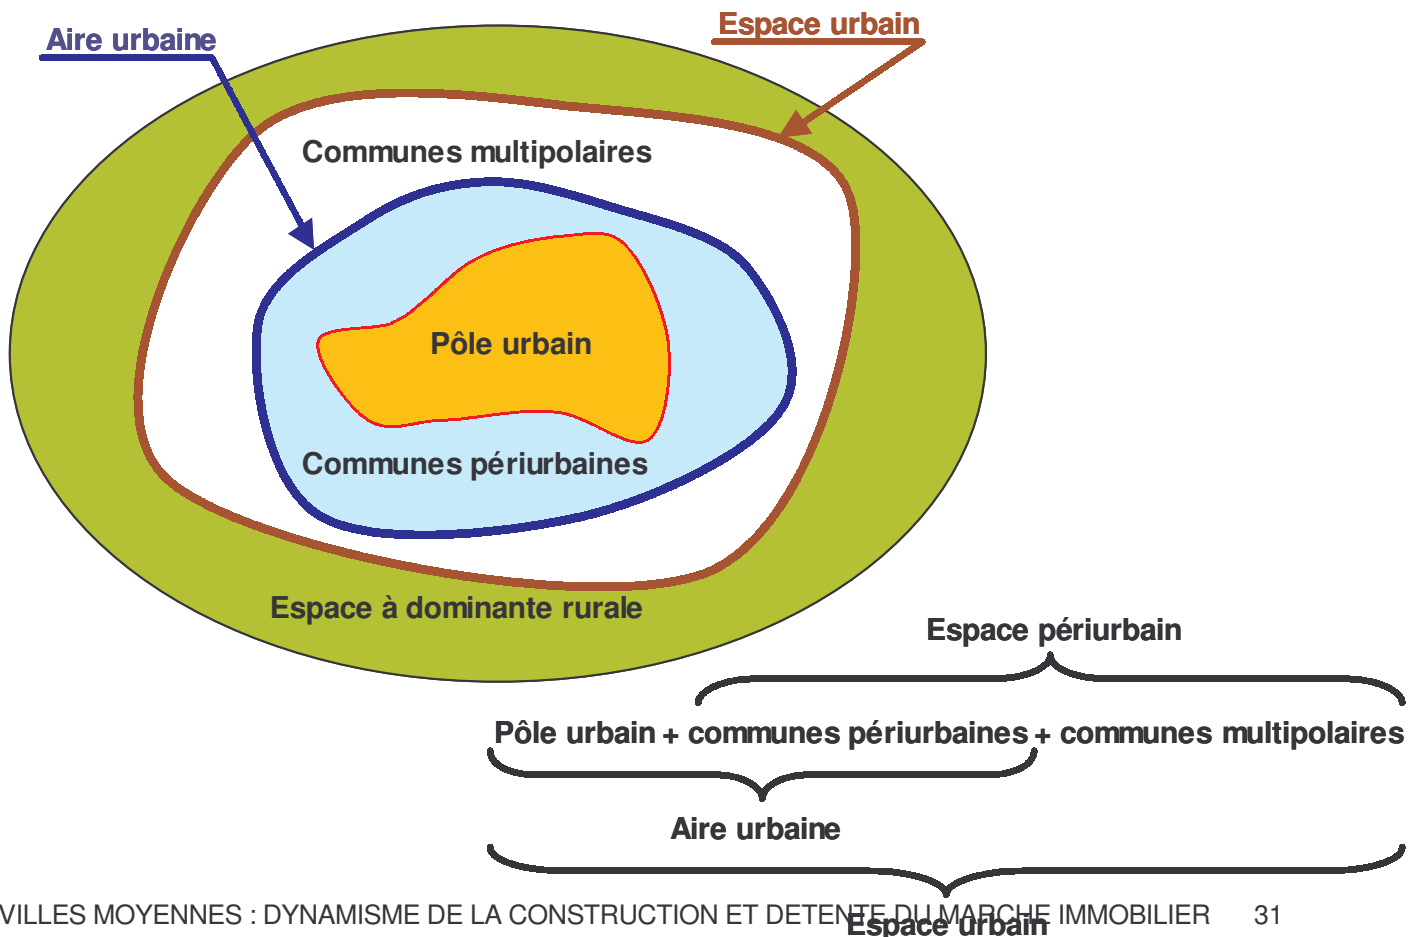 Espace urbain
Aire urbaine
Communes multipolaires
Pôle urbain
Communes périurbaines
Espace à dominante rurale
Espace périurbain
Pôle urbain + communes périurbaines + communes multipolaires
Aire urbaine
VILLES MOYENNES : DYNAMISME DE LA CONSTRUCTION ET DETENTE DU MARCHE IMMOBILIER 31
Espace urbain